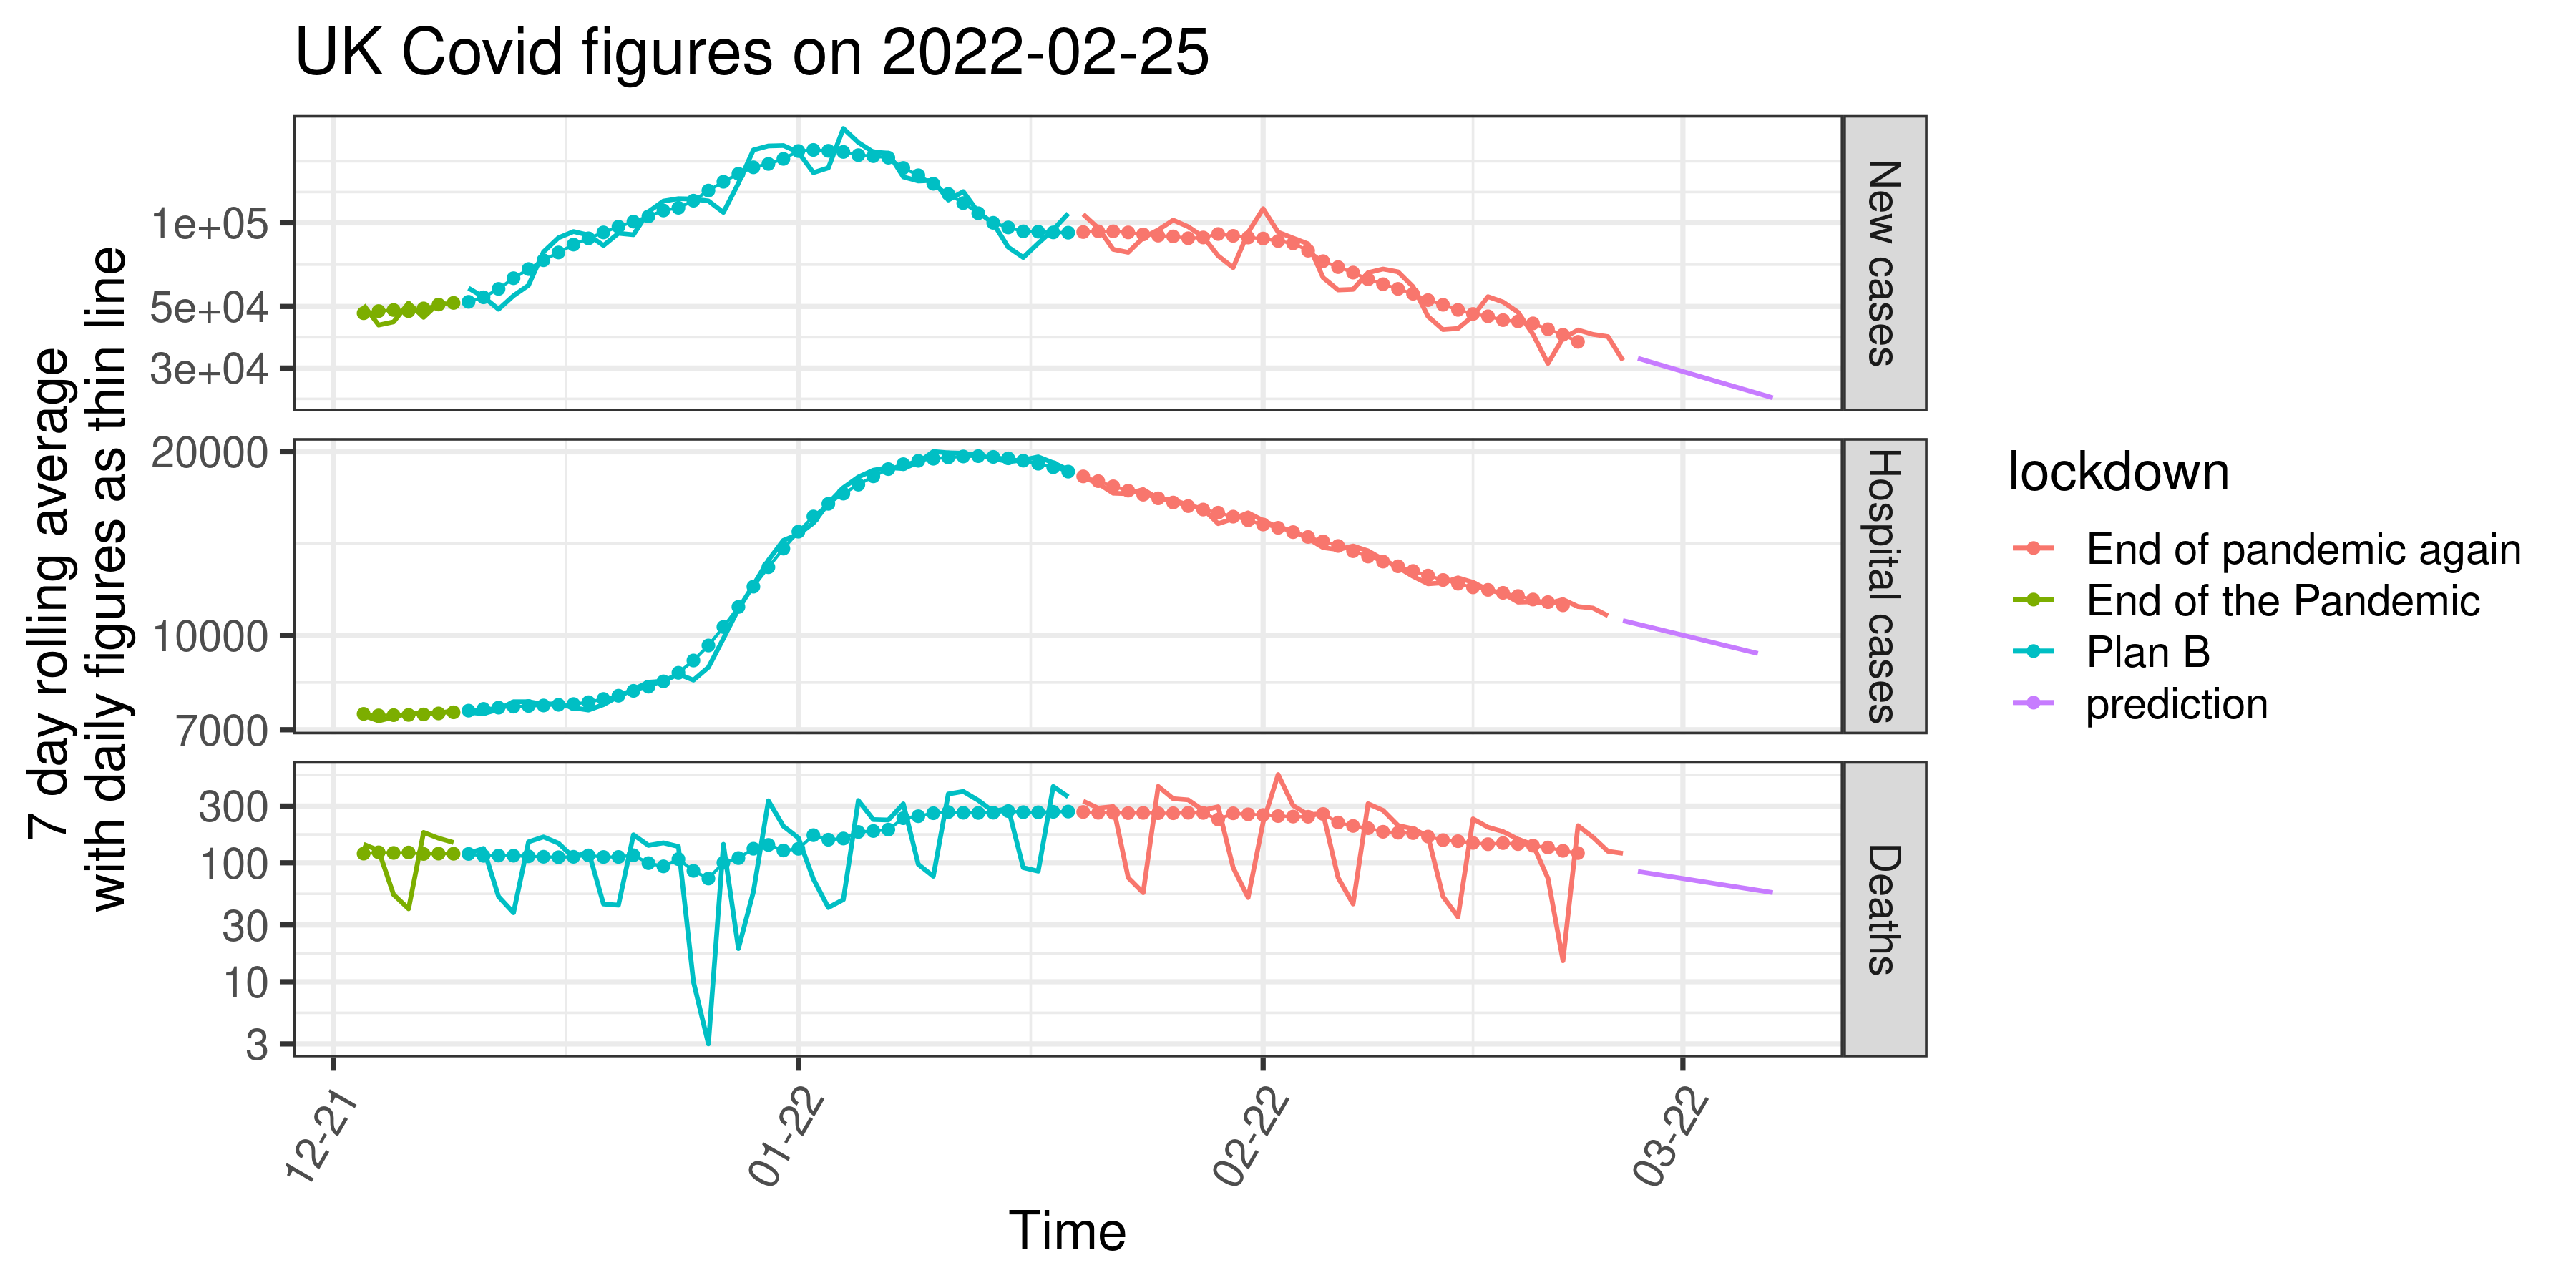 UK Covid figures on 2022-02-25
7 day rolling average
with daily figures as thin line
1e+05
5e+04
3e+04
New cases
20000
10000
7000
Hospital cases
300
100
30
10
3
Deaths
12-21
01-22
02-22
03-22
Time
lockdown
End of pandemic again
End of the Pandemic
Plan B
prediction